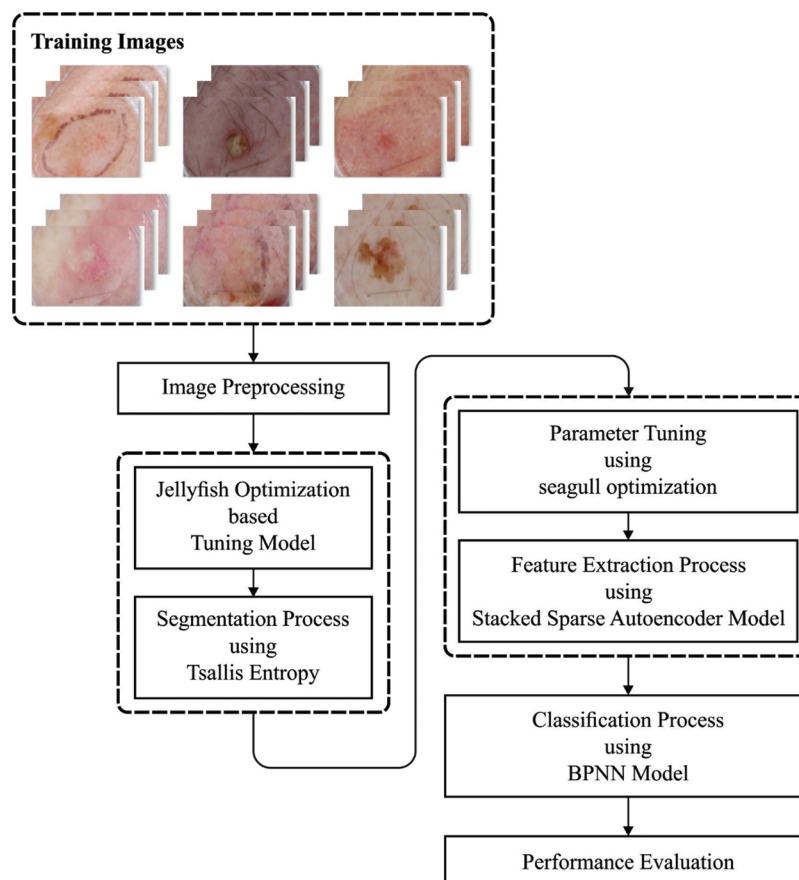 Training Images
Image Preprocessing
Jellyfish Optimization
based
Tuning Model
Segmentation Process
using
Tsallis Entropy
Parameter Tuning
using
seagull optimization
Feature Extraction Process
using
Stacked Sparse Autoencoder Model
Classification Process
using
BPNN Model
Performance Evaluation